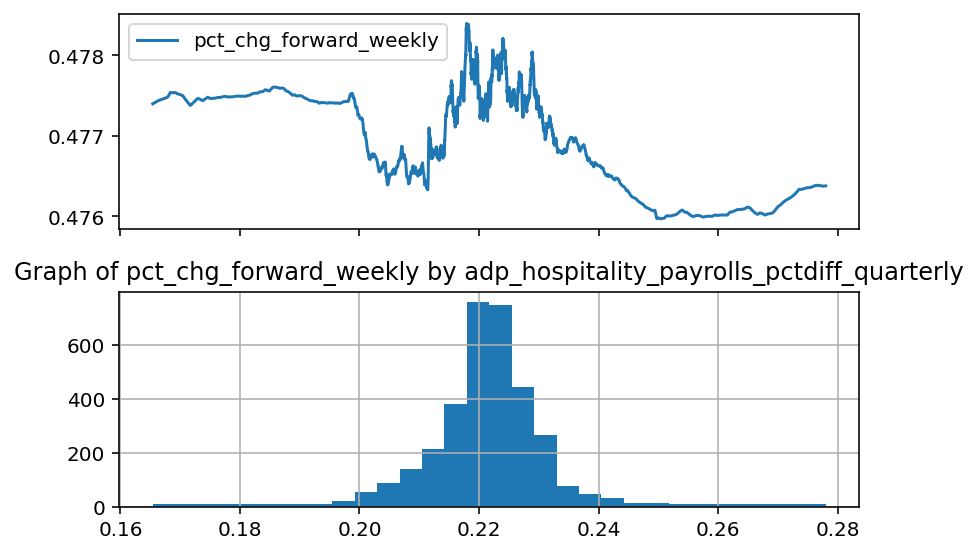 pct_chg_forward_weekly
0.478
0.477
0.476
Graph of pct_chg_forward_weekly by adp_hospitality_payrolls_pctdiff_quarterly
600
400
200
0
0.16 0.18 0.20 0.22 0.24 0.26 0.28